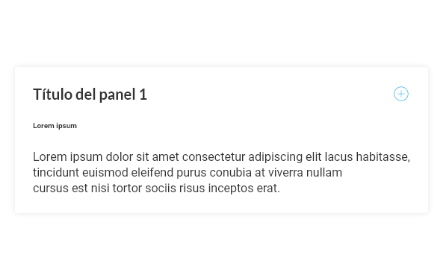 Título del panel 1
Lorem ipsum
Lorem ipsum dolor sit amet consectetur adipiscing elit lacus habitasse,
tincidunt euismod eleifend purus conubia at viverra nullam
cursus est nisi tortor sociis risus inceptos erat.